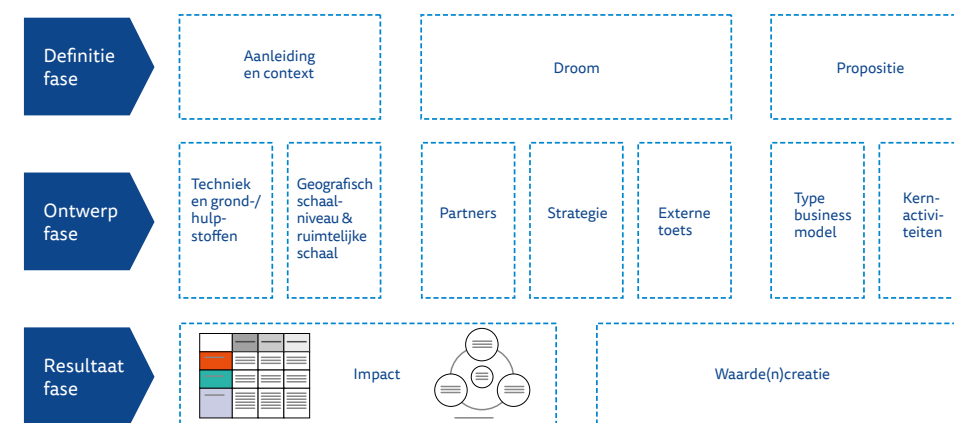 Definitie
fase
Aanleiding
en context
Droom
Propositie
Ontwerp
fase
Techniek
en grond-/
hulp-
stoffen
Geografisch
schaal-
niveau &
ruimtelijke
schaal
Partners
Strategie
Externe
toets
Type
business
model
Kern-
activi-
teiten
Resultaat
fase
Impact
Waarde(n)creatie